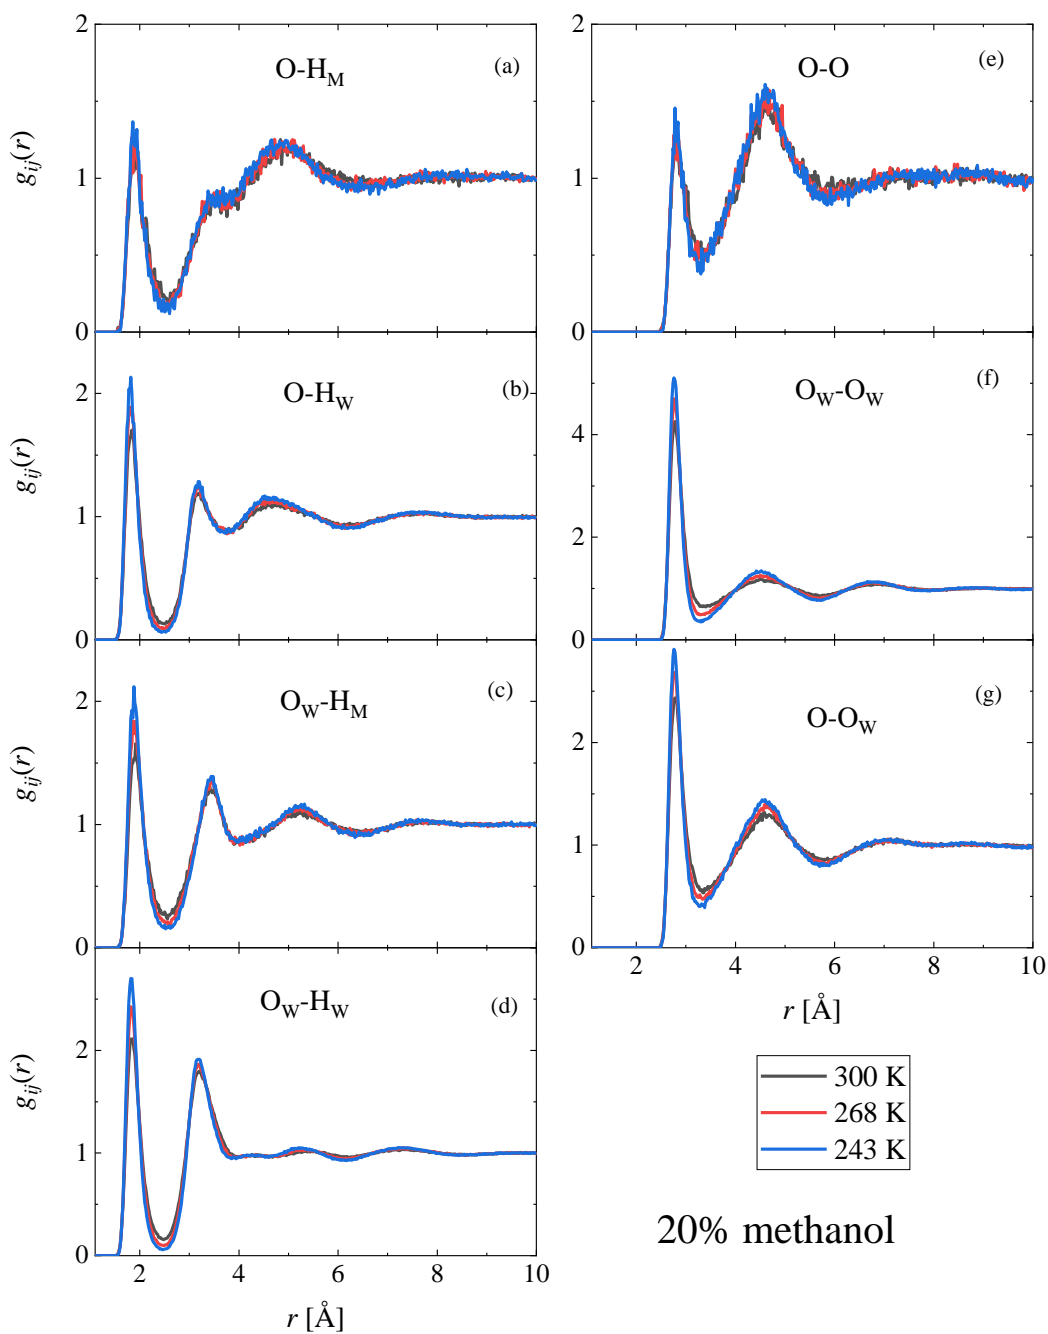 2
O-H_M
(a)
g_ij(r)
1
0
2
O-H_W
(b)
g_ij(r)
1
0
2
O_W-H_M
(c)
g_ij(r)
1
0
2
O_W-H_W
(d)
g_ij(r)
1
0
2 4 6 8 10
r [Å]
2
O-O
(e)
1
0
O_W-O_W
(f)
4
2
0
O-O_W
(g)
2
1
0
2 4 6 8 10
r [Å]
300 K
268 K
243 K
20% methanol